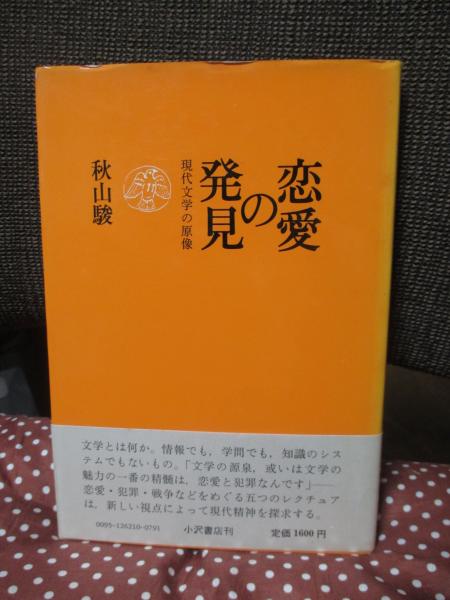 恋愛
の
発見
現代文学の原像
秋山駿
文学とは何か。情報でも，学問でも，知識のシス
テムでもないもの。「文学の源泉，或いは文学の
魅力の一番の精髄は，恋愛と犯罪なんです」──
恋愛・犯罪・戦争などをめぐる五つのレクチュア
は，新しい視点によって現代精神を探求する。
0095-126210-0791
小沢書店刊
定価 1600円